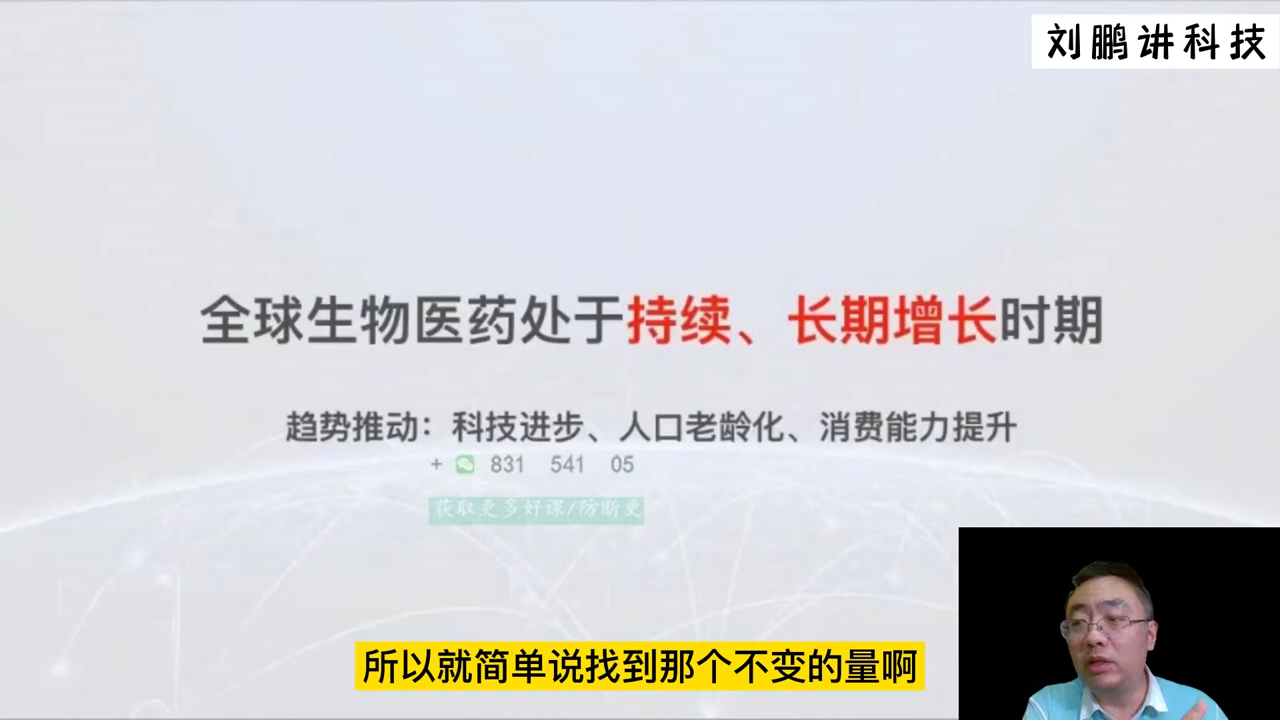 刘鹏讲科技
全球生物医药处于持续、长期增长时期
趋势推动：科技进步、人口老龄化、消费能力提升
+ 831 541 05
获取更多好课/防断更
所以就简单说找到那个不变的量啊